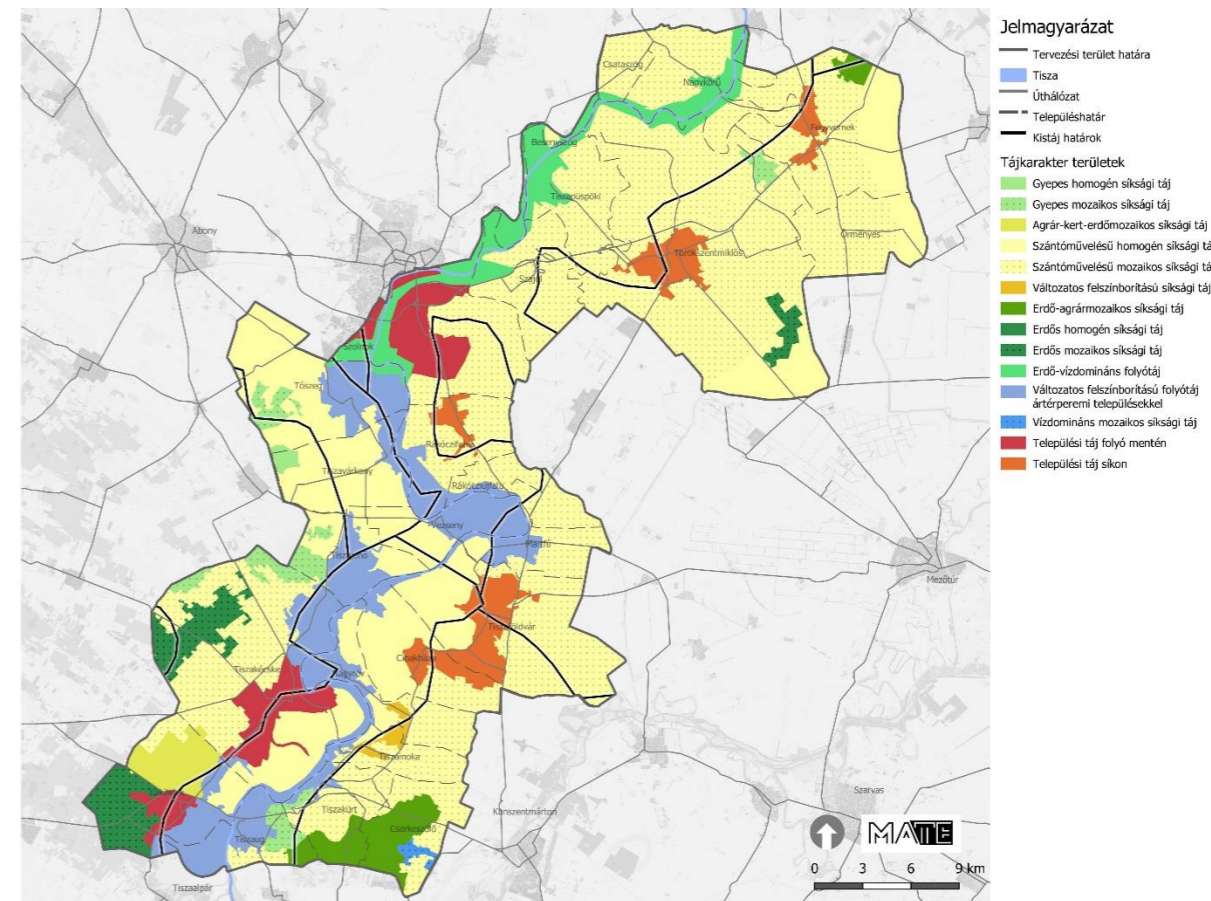 Jelmagyarázat
Tervezési terület határa
Tisza
Úthálózat
Településhatár
Kistáj határok
Tájkarakter területek
Gyepes homogén síksági táj
Gyepes mozaikos síksági táj
Agrár-kert-erdőmozaikos síksági táj
Szántóművelésű homogén síksági tá
Szántóművelésű mozaikos síksági tá
Változatos felszínborítású síksági táj
Erdő-agrármozaikos síksági táj
Erdős homogén síksági táj
Erdős mozaikos síksági táj
Erdő-vízdomináns folyótáj
Változatos felszínborítású folyótáj
ártérperemi településekkel
Vízdomináns mozaikos síksági táj
Települési táj folyó mentén
Települési táj síkon
Csataszög
Nagykörű
Fegyvernek
Besenyszög
Tiszapüspöki
Abony
Örményes
Törökszentmiklós
Szajol
Szolnok
Tószeg
Rákóczifalva
Tiszavárkony
Rákócziújfalu
Vezseny
Martfű
Tiszajenő
Mezőtúr
Tiszaföldvár
Cibakháza
Tiszakécske
Nagyrév
Tiszainoka
Szarvas
Tiszakürt
Kunszentmárton
Cserkeszőlő
Tiszaug
Tiszaalpár
MATE
0 3 6 9 km